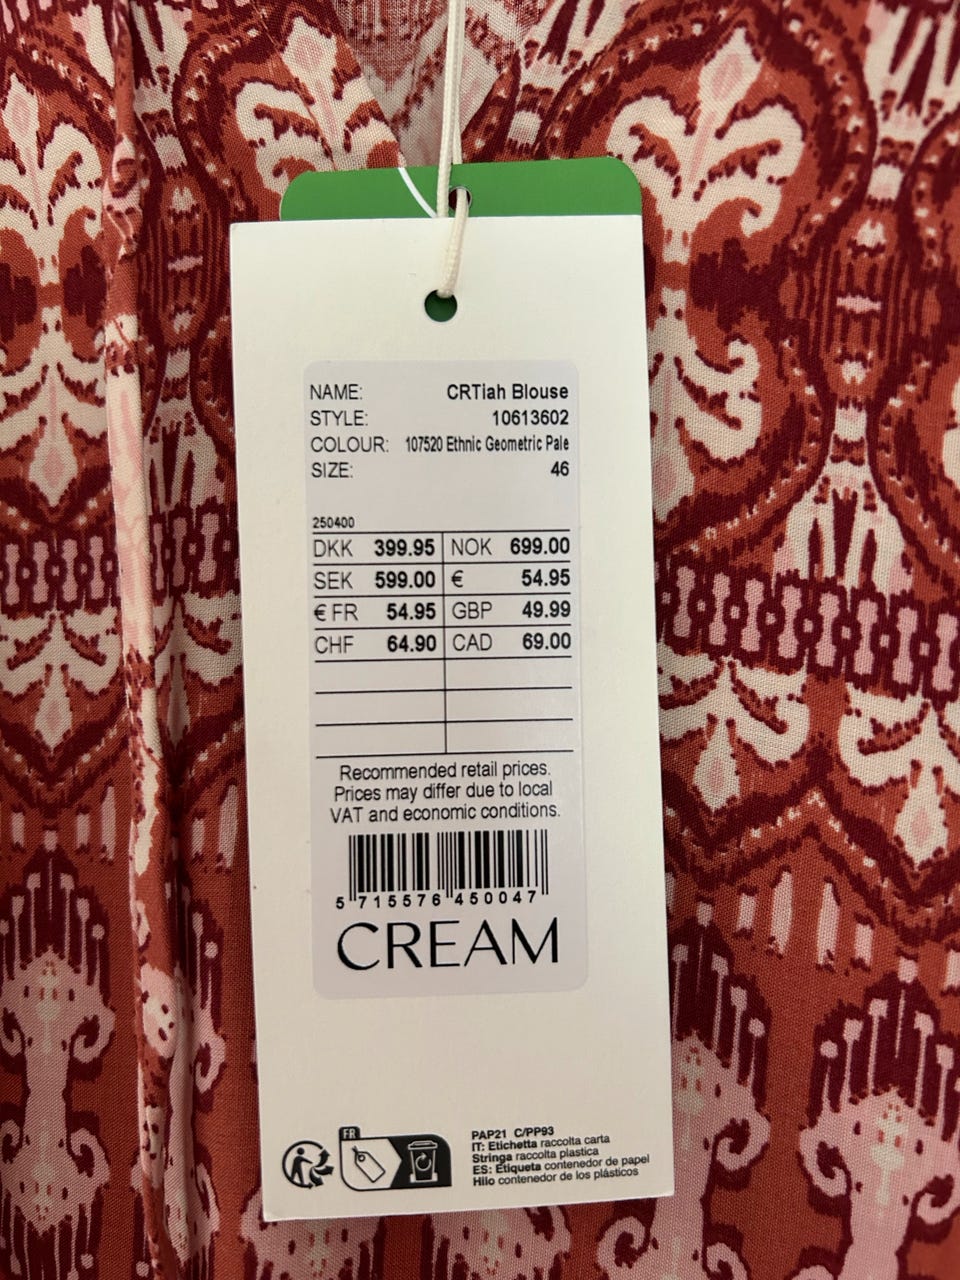 NAME: CRTiah Blouse
STYLE: 10613602
COLOUR: 107520 Ethnic Geometric Pale
SIZE: 46
250400
DKK 399.95 NOK 699.00
SEK 599.00 € 54.95
€ FR 54.95 GBP 49.99
CHF 64.90 CAD 69.00
Recommended retail prices.
Prices may differ due to local
VAT and economic conditions.
5 715576 450047
CREAM
FR
PAP21 C/PP93
IT: Etichetta raccolta carta
Stringa raccolta plastica
ES: Etiqueta contenedor de papel
Hilo contenedor de los plásticos